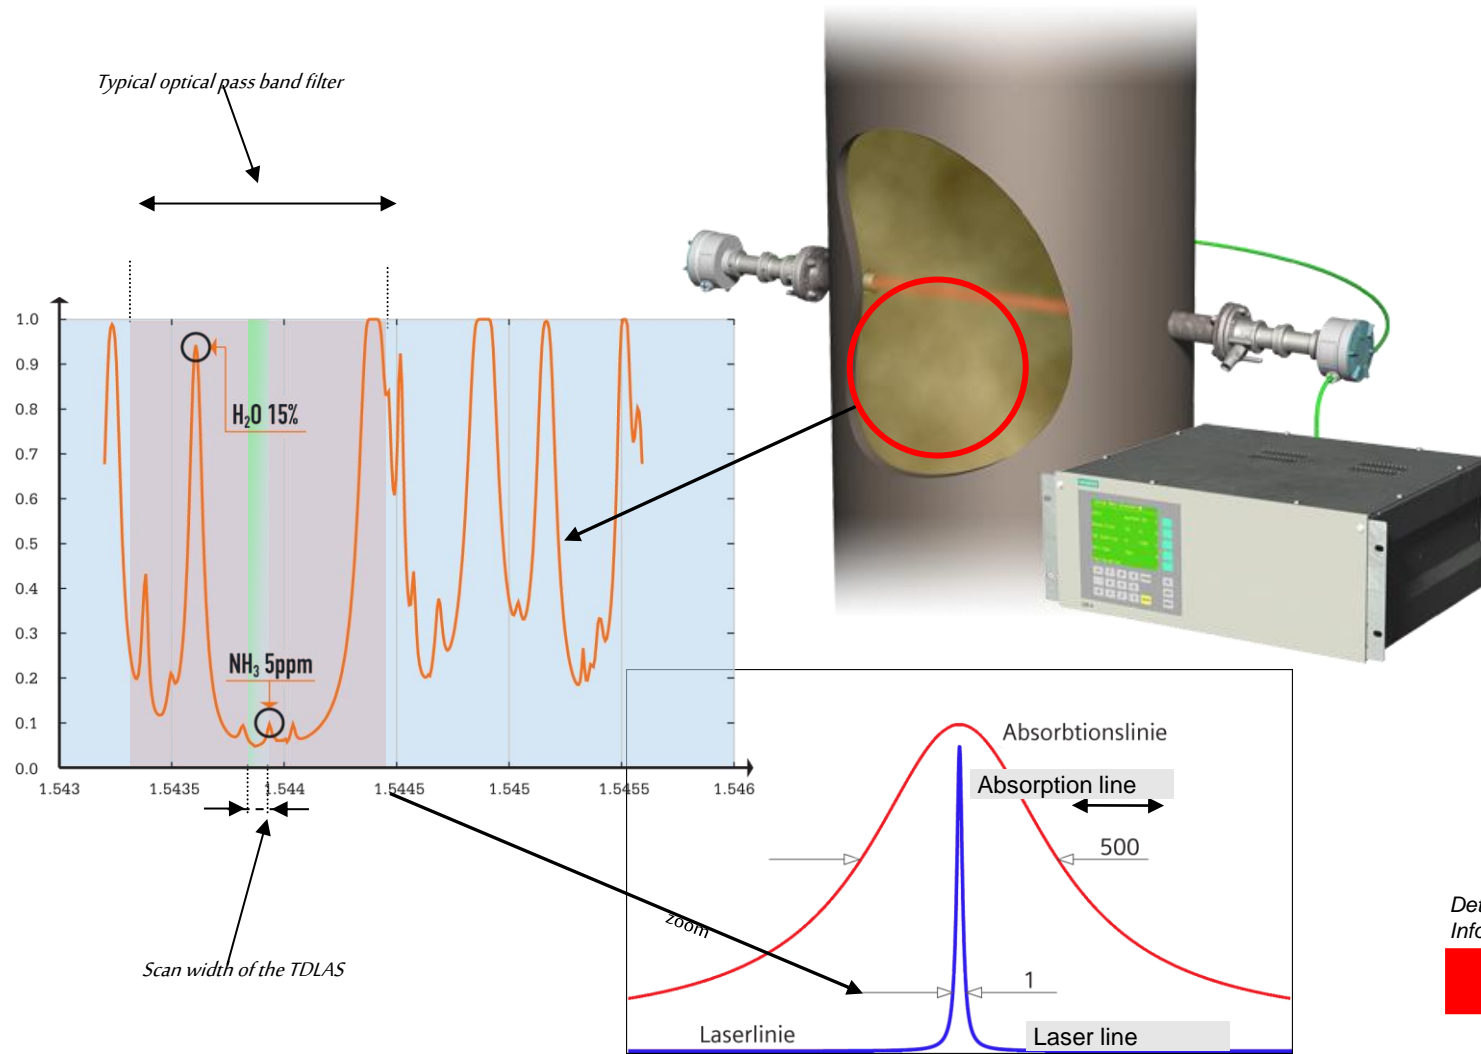 Typical optical pass band filter
1.0
0.9
0.8
0.7
0.6
0.5
0.4
0.3
0.2
0.1
0.0
H₂O 15%
NH₃ 5ppm
1.543
1.5435
1.544
1.5445
1.545
1.5455
1.546
Scan width of the TDLAS
zoom
Absorbtionslinie
Absorption line
500
1
Laserlinie
Laser line
Det
Info